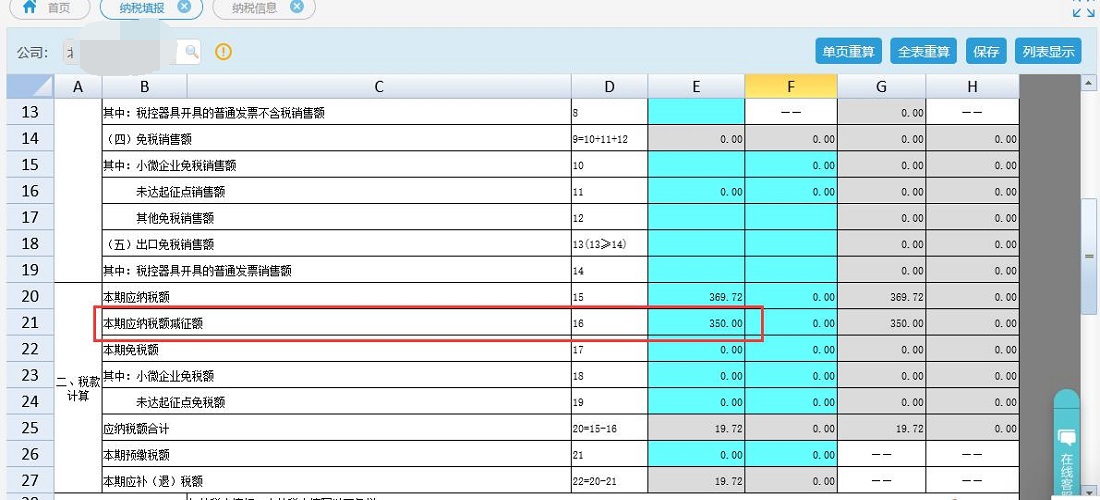 首页 纳税填报 纳税信息
公司: 单页重算 全表重算 保存 列表显示
A B C D E F G H
13 其中：税控器具开具的普通发票不含税销售额 8 —— 0.00 ——
14 （四）免税销售额 9=10+11+12 0.00 0.00 0.00 0.00
15 其中：小微企业免税销售额 10 0.00 0.00 0.00
16 未达起征点销售额 11 0.00 0.00 0.00 0.00
17 其他免税销售额 12 0.00 0.00
18 （五）出口免税销售额 13(13≥14) 0.00 0.00
19 其中：税控器具开具的普通发票销售额 14 0.00 0.00
20 本期应纳税额 15 369.72 0.00 369.72 0.00
21 本期应纳税额减征额 16 350.00 0.00 350.00 0.00
22 本期免税额 17 0.00 0.00 0.00 0.00
二、税款计算
23 其中：小微企业免税额 18 0.00 0.00 0.00 0.00
24 未达起征点免税额 19 0.00 0.00 0.00 0.00
25 应纳税额合计 20=15-16 19.72 0.00 19.72 0.00
26 本期预缴税额 21 0.00 0.00 —— ——
27 本期应补（退）税额 22=20-21 19.72 0.00 —— ——
在线客服